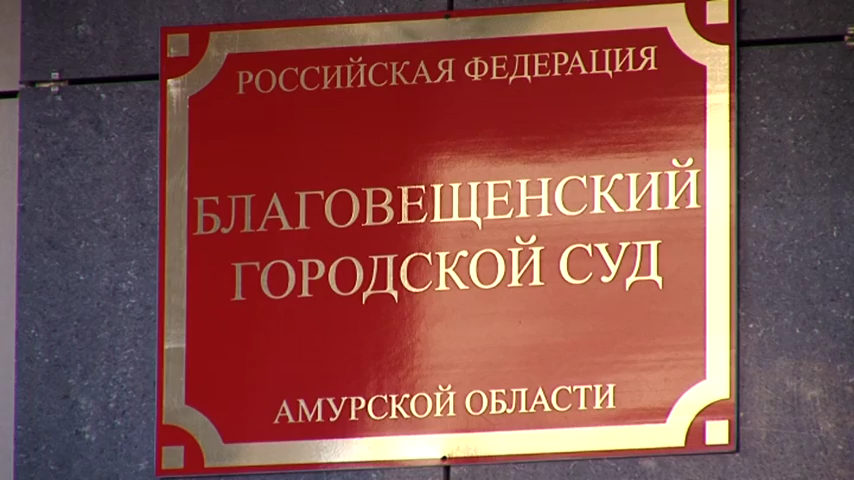 РОССИЙСКАЯ ФЕДЕРАЦИЯ
БЛАГОВЕЩЕНСКИЙ
ГОРОДСКОЙ СУД
АМУРСКОЙ ОБЛАСТИ